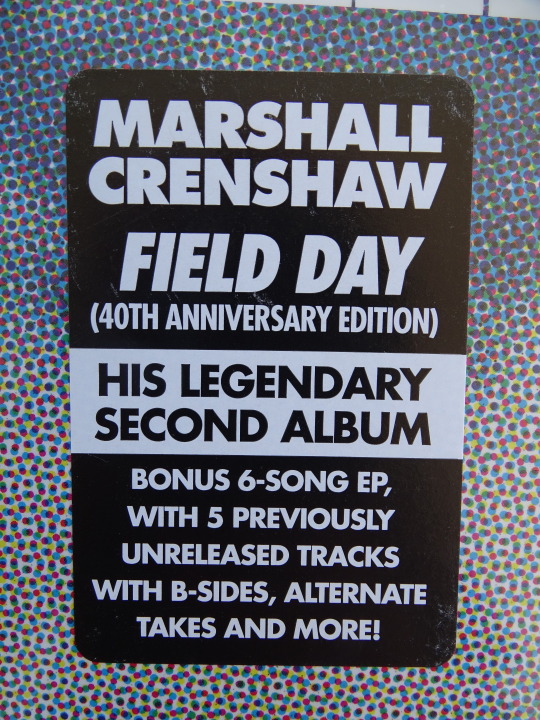 MARSHALL
CRENSHAW
FIELD DAY
(40TH ANNIVERSARY EDITION)
HIS LEGENDARY
SECOND ALBUM
BONUS 6-SONG EP,
WITH 5 PREVIOUSLY
UNRELEASED TRACKS
WITH B-SIDES, ALTERNATE
TAKES AND MORE!